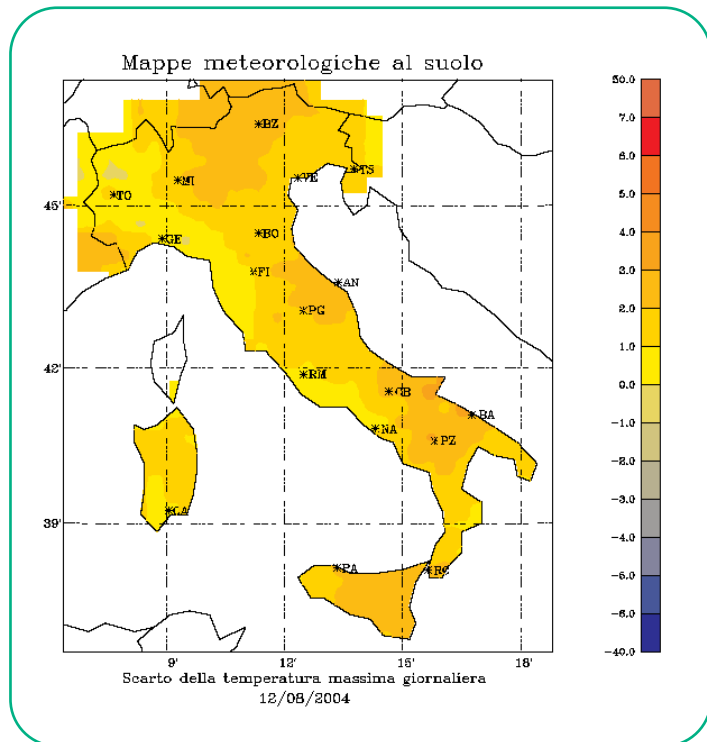 Mappe meteorologiche al suolo
50.0
7.0
6.0
5.0
4.0
3.0
2.0
1.0
0.0
-1.0
-2.0
-3.0
-4.0
-5.0
-6.0
-40.0
BZ
MI
VE
TS
TO
45'
GE
BO
FI
AN
PG
42'
RM
CB
BA
NA
PZ
CA
39'
PA
RC
9' 12' 15' 18'
Scarto della temperatura massima giornaliera
12/08/2004